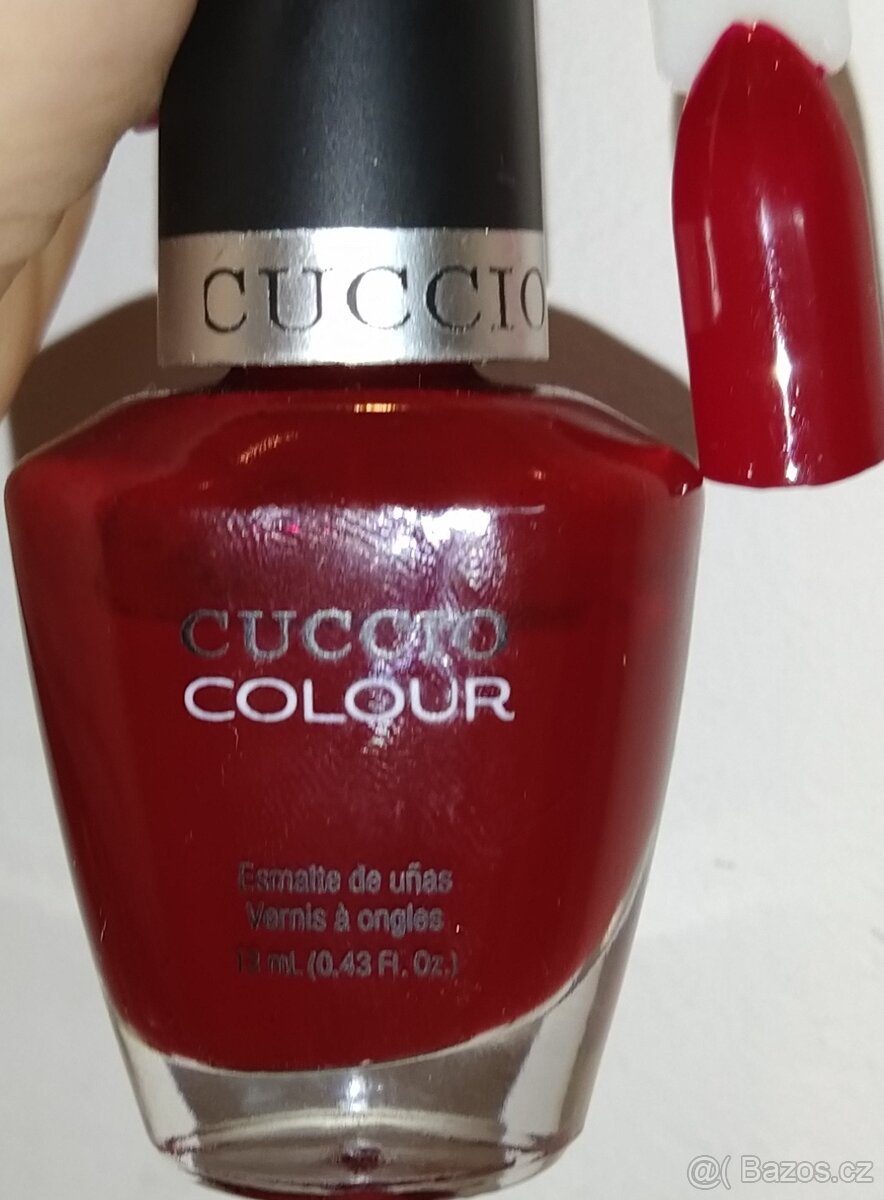 CUCCIO
CUCCIO
COLOUR
Esmalte de uñas
Vernis à ongles
13 mL (0.43 Fl. Oz.)
@( Bazos.cz